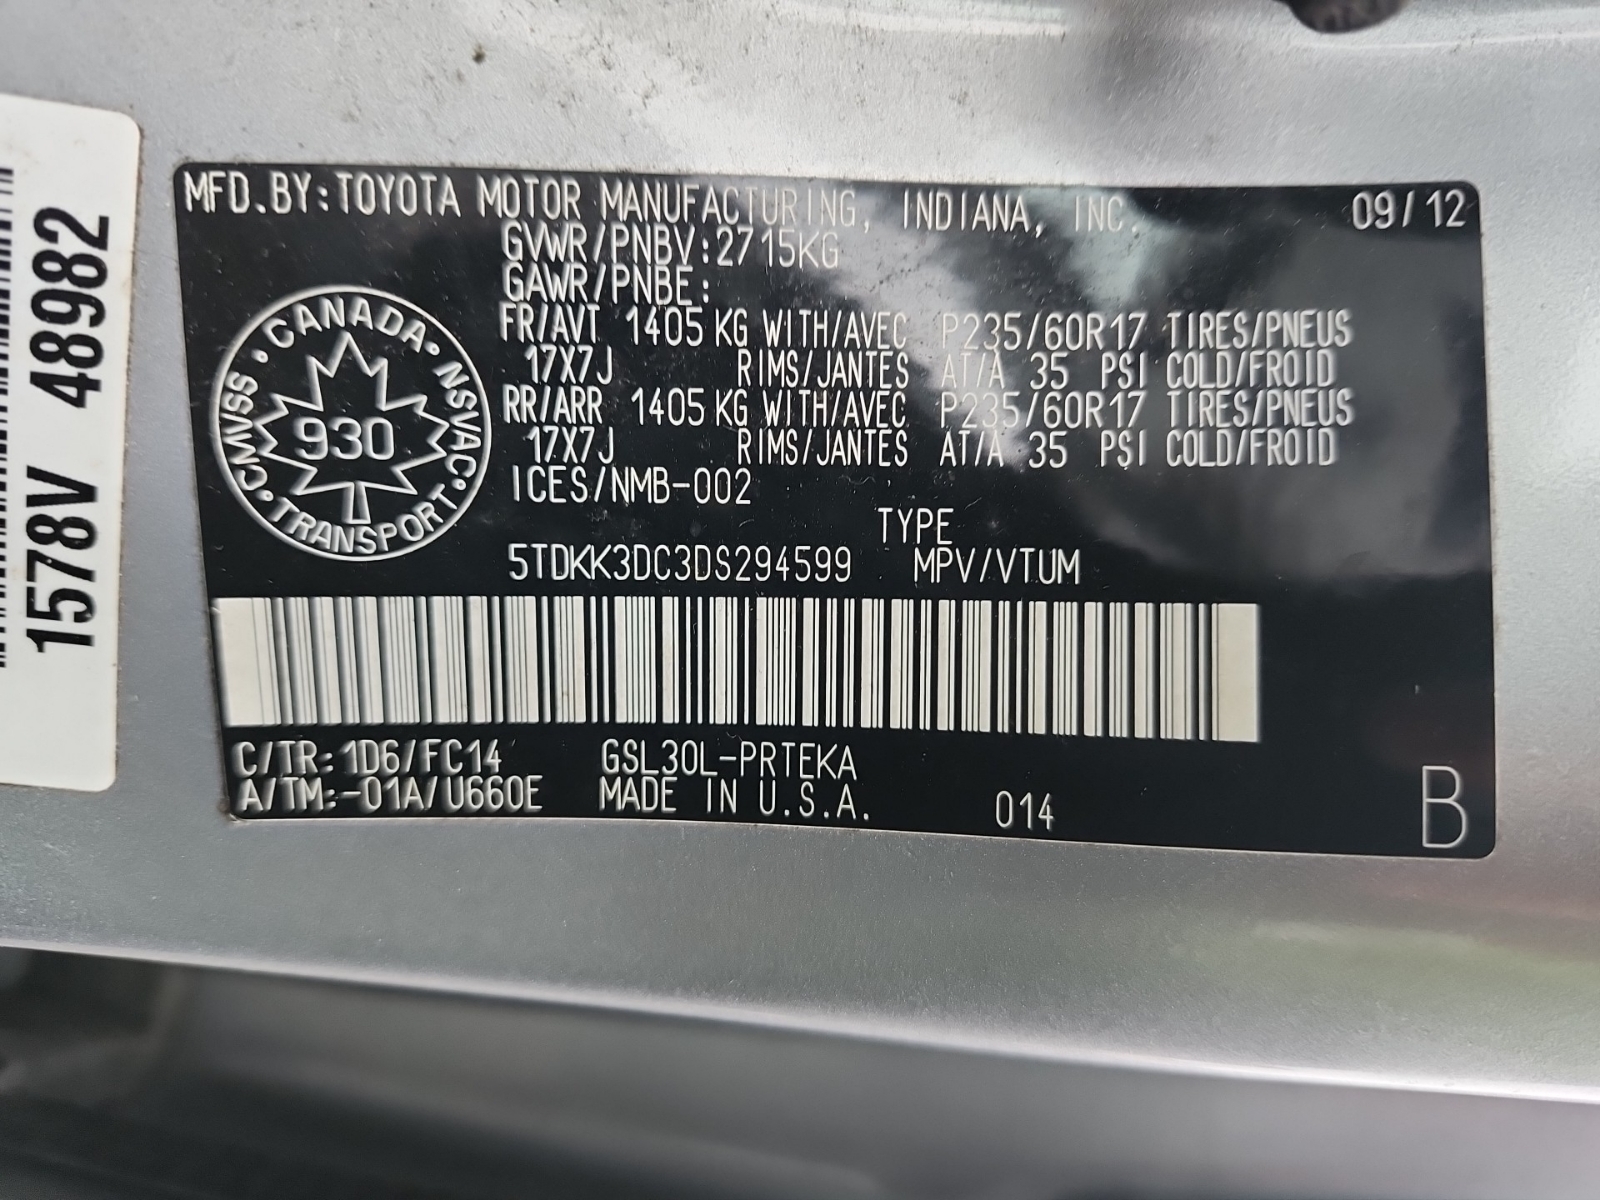 1578V 48982
MFD.BY:TOYOTA MOTOR MANUFACTURING, INDIANA, INC. 09/12
GVWR/PNBV:2715KG
GAWR/PNBE:
FR/AVT 1405 KG WITH/AVEC P235/60R17 TIRES/PNEUS
17X7J RIMS/JANTES AT/A 35 PSI COLD/FROID
RR/ARR 1405 KG WITH/AVEC P235/60R17 TIRES/PNEUS
17X7J RIMS/JANTES AT/A 35 PSI COLD/FROID
ICES/NMB-002
CMVSS • CANADA • NSVAC • TRANSPORT •
930
TYPE
5TDKK3DC3DS294599 MPV/VTUM
C/TR: 1D6/FC14 GSL30L-PRTEKA
A/TM:-01A/U660E MADE IN U.S.A. 014
B